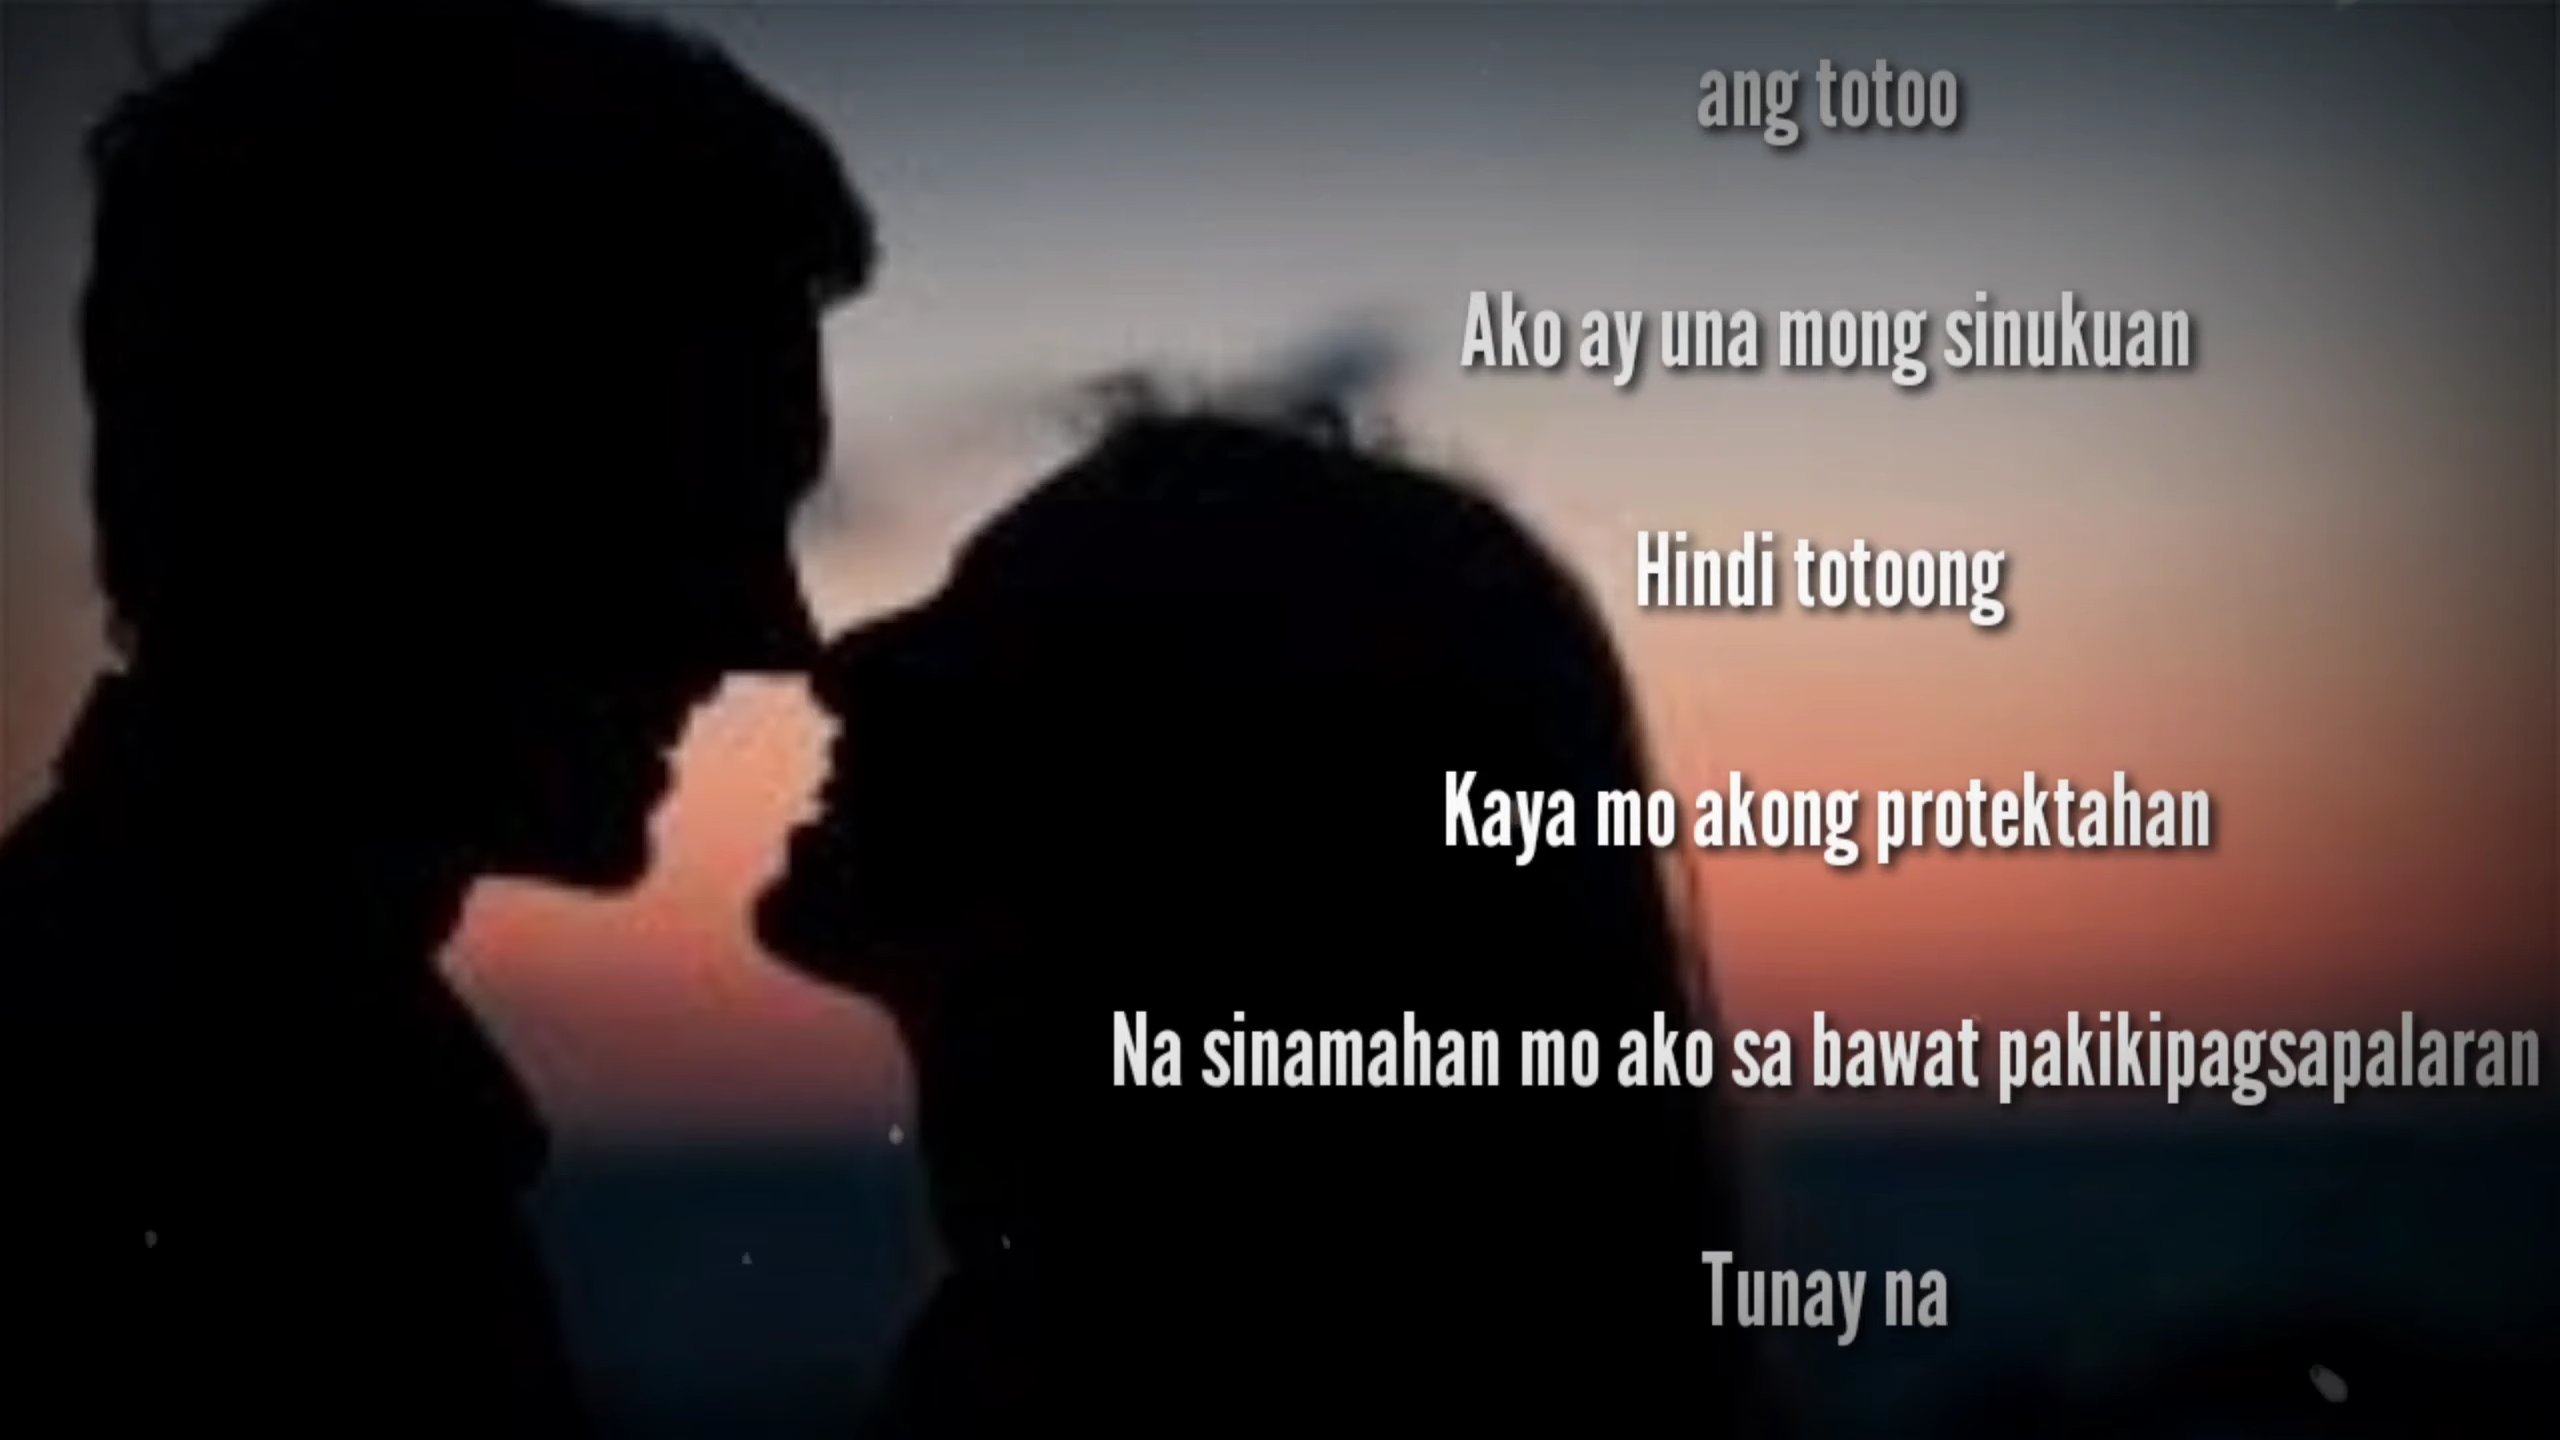 ang totoo
Ako ay una mong sinukuan
Hindi totoong
Kaya mo akong protektahan
Na sinamahan mo ako sa bawat pakikipagsapalaran
Tunay na